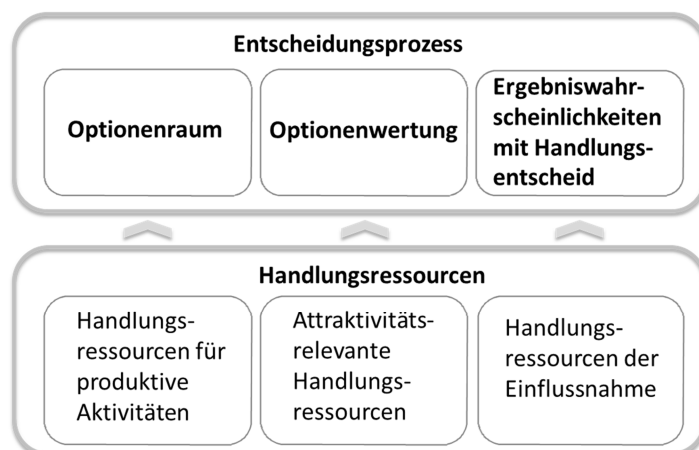 Entscheidungsprozess
Optionenraum
Optionenwertung
Ergebniswahr-
scheinlichkeiten
mit Handlungs-
entscheid
Handlungsressourcen
Handlungs-
ressourcen für
produktive
Aktivitäten
Attraktivitäts-
relevante
Handlungs-
ressourcen
Handlungs-
ressourcen der
Einflussnahme